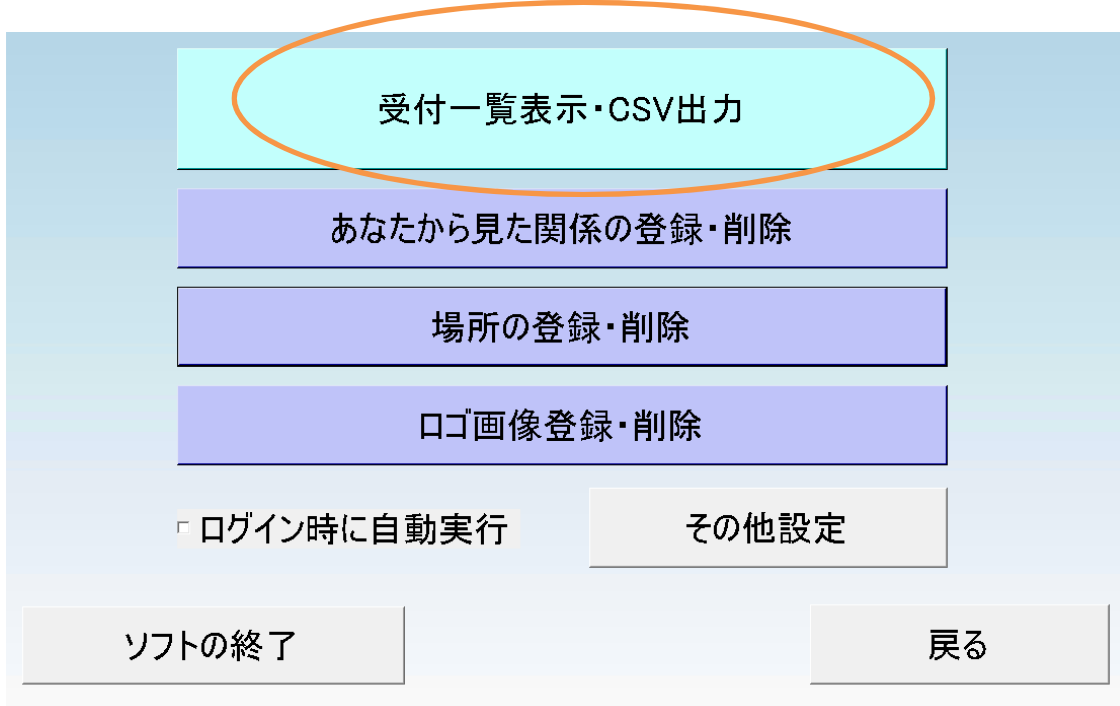 受付一覧表示・CSV出力
あなたから見た関係の登録・削除
場所の登録・削除
ロゴ画像登録・削除
ログイン時に自動実行
その他設定
ソフトの終了
戻る